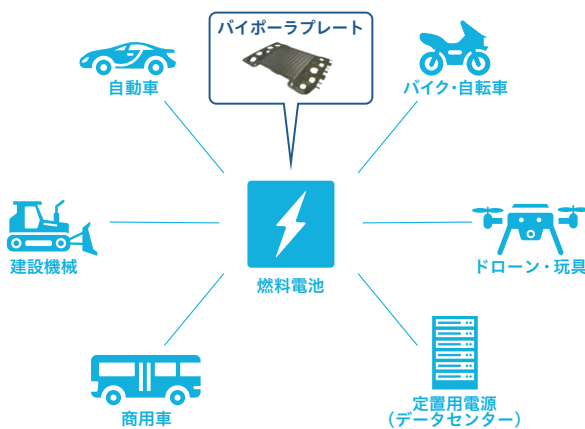 バイポーラプレート
自動車
バイク・自転車
建設機械
燃料電池
ドローン・玩具
商用車
定置用電源
（データセンター）